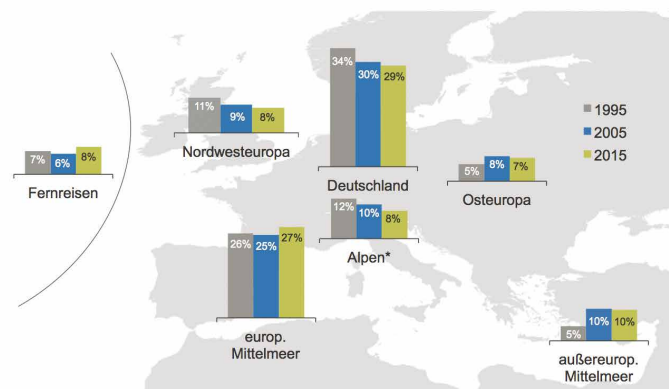 34%
30%
29%
Deutschland
11%
9%
8%
Nordwesteuropa
1995
2005
2015
7%
6%
8%
Fernreisen
5%
8%
7%
Osteuropa
12%
10%
8%
Alpen*
26%
25%
27%
europ.
Mittelmeer
5%
10%
10%
außereurop.
Mittelmeer